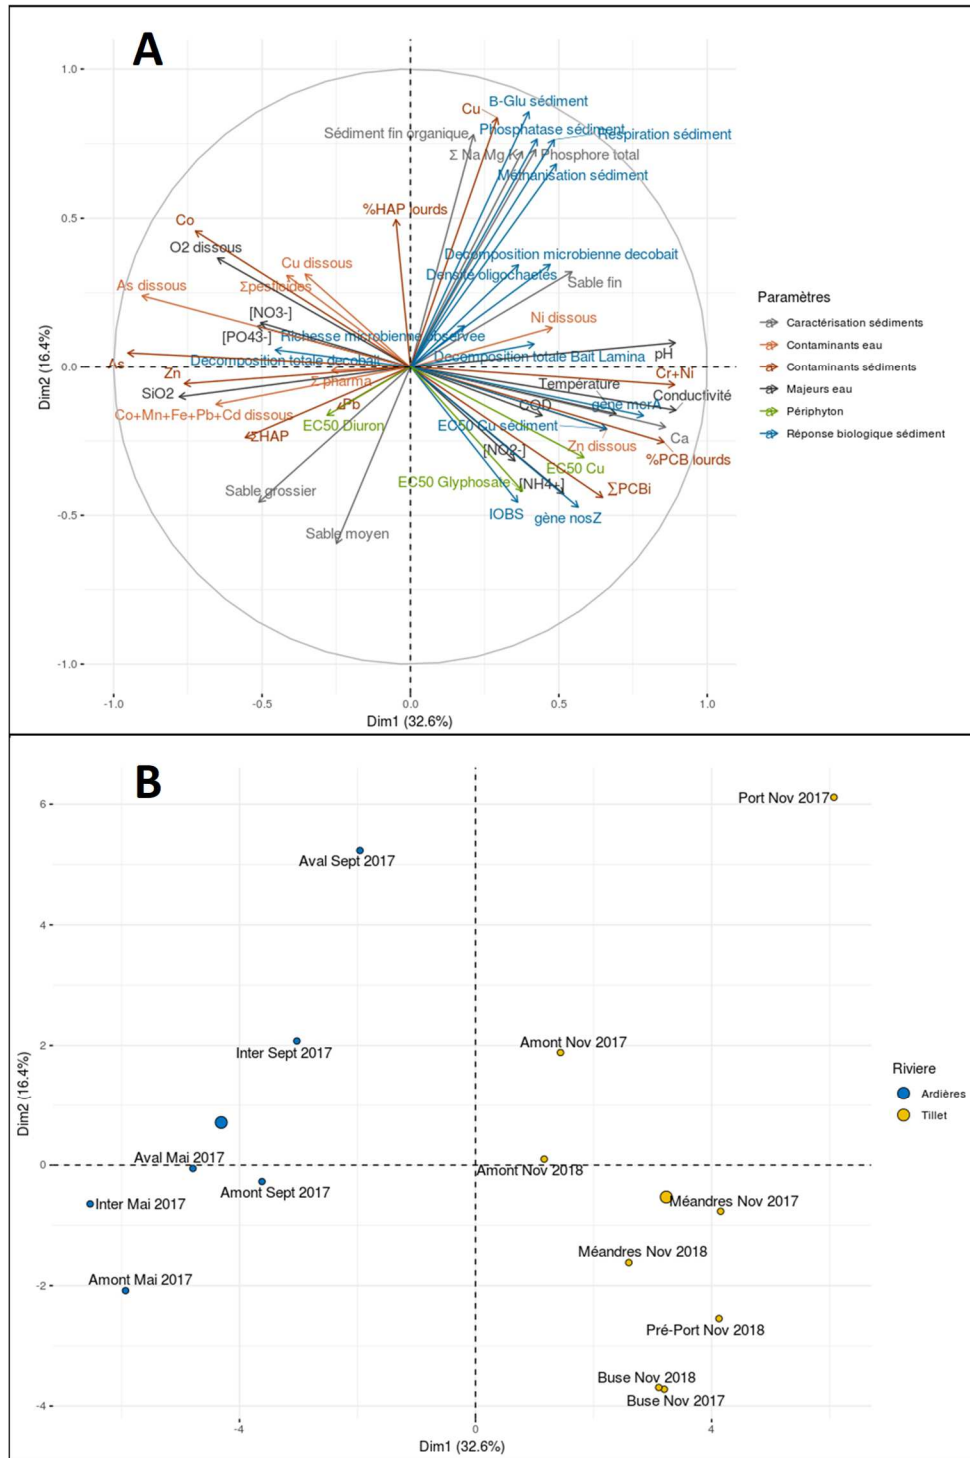 A
1.0
Cu
B-Glu sédiment
Sédiment fin organique
Phosphatase sédiment
Respiration sédiment
Σ Na Mg K
Phosphore total
Méthanisation sédiment
0.5
%HAP lourds
Co
O2 dissous
Cu dissous
Decomposition microbienne decobait
Densité oligochaetes
Sable fin
As dissous
Σpesticides
[NO3-]
Ni dissous
[PO43-]
Richesse microbienne observée
Decomposition totale decobait
Decomposition totale Bait Lamina
pH
As
0.0
Zn
Σ pharma
Cr+Ni
Température
SiO2
Conductivité
Pb
COD
gène merA
Co+Mn+Fe+Pb+Cd dissous
EC50 Diuron
EC50 Cu sédiment
ΣHAP
Zn dissous
Ca
[NO2-]
%PCB lourds
EC50 Cu
Sable grossier
EC50 Glyphosate
[NH4+]
∑PCBi
-0.5
IOBS
gène nosZ
Sable moyen
-1.0
-1.0
-0.5
0.0
0.5
1.0
Dim1 (32.6%)
Dim2 (16.4%)
Paramètres
Caractérisation sédiments
Contaminants eau
Contaminants sédiments
Majeurs eau
Périphyton
Réponse biologique sédiment
B
6
Port Nov 2017
Aval Sept 2017
4
2
Amont Nov 2017
Inter Sept 2017
Aval Mai 2017
0
Amont Nov 2018
Amont Sept 2017
Inter Mai 2017
Méandres Nov 2017
Méandres Nov 2018
Amont Mai 2017
-2
Pré-Port Nov 2018
Buse Nov 2018
Buse Nov 2017
-4
-4
0
4
Dim1 (32.6%)
Dim2 (16.4%)
Riviere
Ardières
Tillet